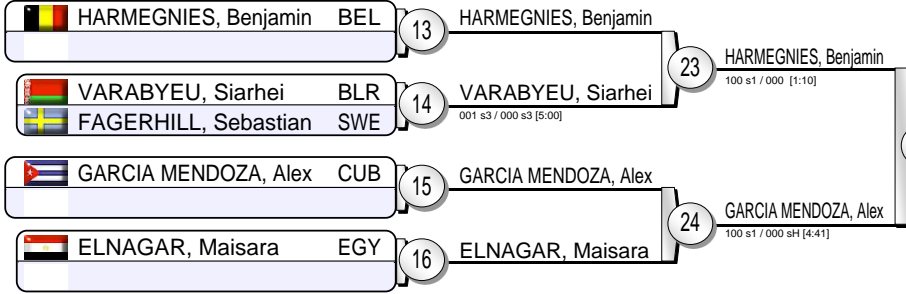 HARMEGNIES, Benjamin BEL
13
HARMEGNIES, Benjamin
23
HARMEGNIES, Benjamin
100 s1 / 000 [1:10]
VARABYEU, Siarhei BLR
FAGERHILL, Sebastian SWE
14
VARABYEU, Siarhei
001 s3 / 000 s3 [5:00]
GARCIA MENDOZA, Alex CUB
15
GARCIA MENDOZA, Alex
24
GARCIA MENDOZA, Alex
100 s1 / 000 sH [4:41]
ELNAGAR, Maisara EGY
16
ELNAGAR, Maisara